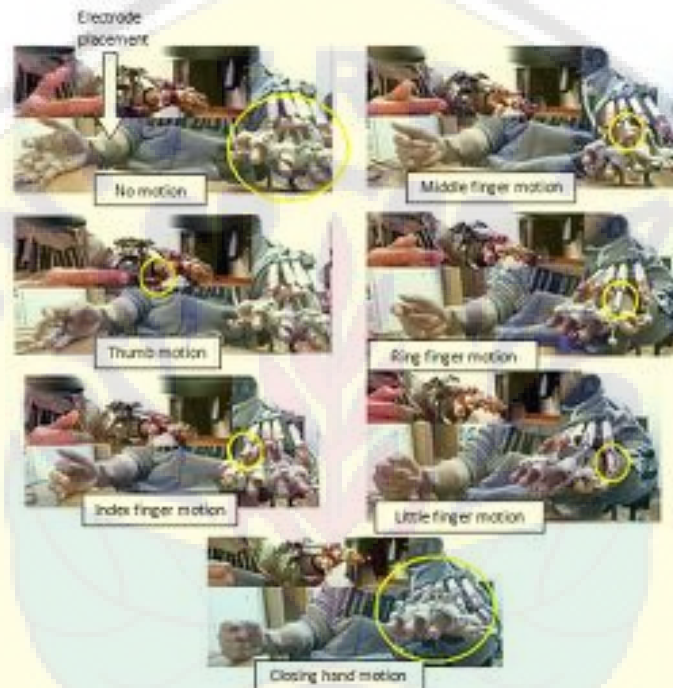 Electrode
placement
No motion
Middle finger motion
Thumb motion
Ring finger motion
Index finger motion
Little finger motion
Closing hand motion